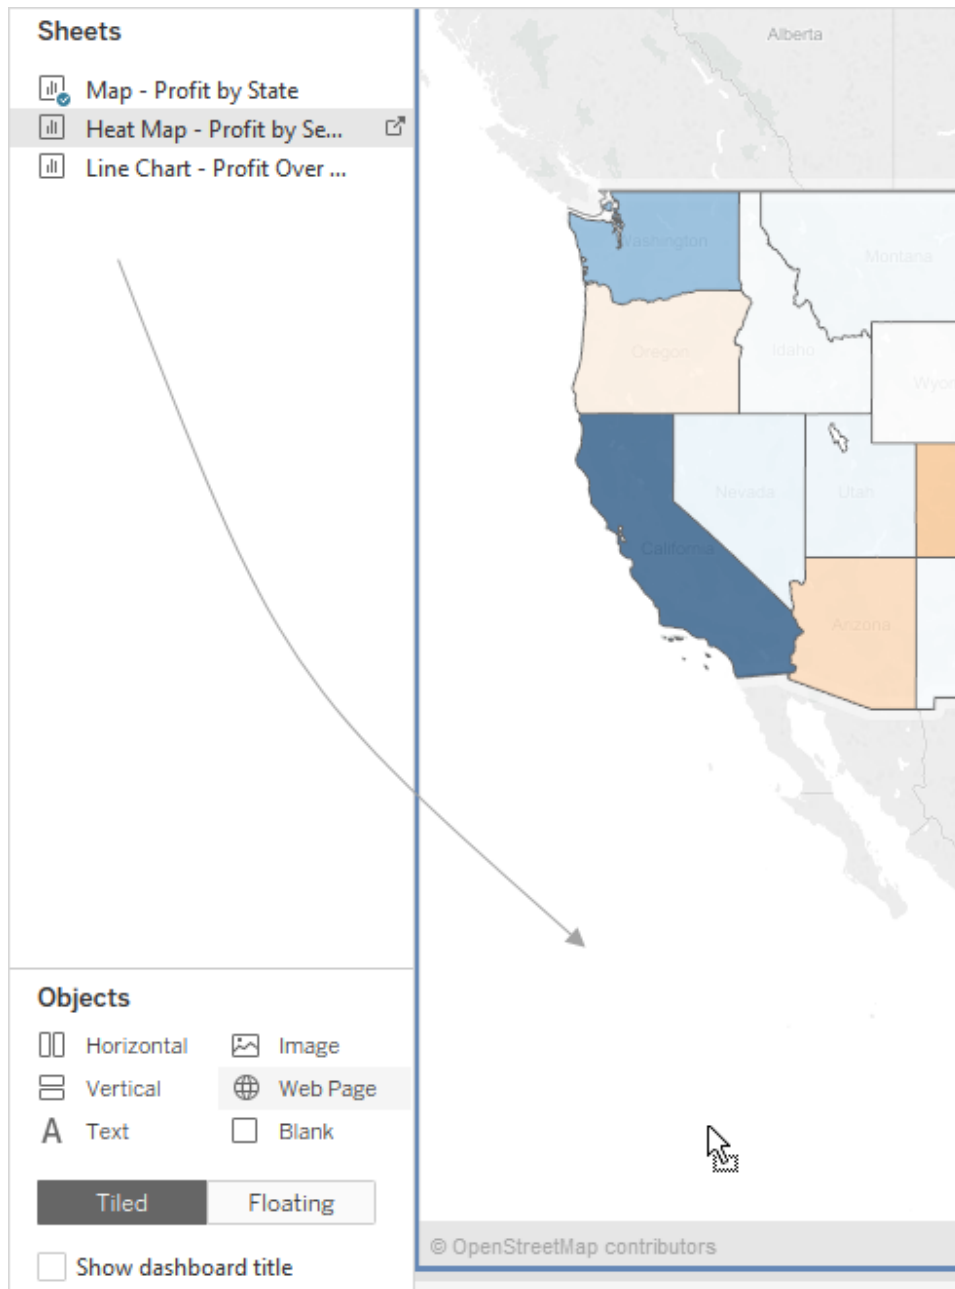 Sheets
Map - Profit by State
Heat Map - Profit by Se...
Line Chart - Profit Over ...
Objects
Horizontal
Image
Vertical
Web Page
A Text
Blank
Tiled
Floating
Show dashboard title
Alberta
Washington
Montana
Oregon
Idaho
Wyon
Nevada
Utah
California
Arizona
© OpenStreetMap contributors